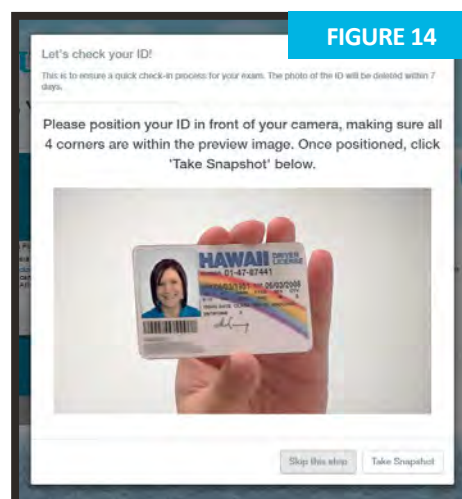 FIGURE 14
Let's check your ID!
This is to ensure a quick check-in process for your exam. The photo of the ID will be deleted within 7
days.
Please position your ID in front of your camera, making sure all
4 corners are within the preview image. Once positioned, click
'Take Snapshot' below.
HAWAII DRIVER
LICENSE
01-47-87441
Skip this step Take Snapshot